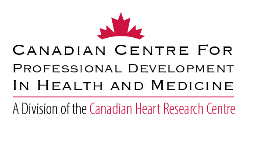 CANADIAN CENTRE FOR
PROFESSIONAL DEVELOPMENT
IN HEALTH AND MEDICINE
A Division of the Canadian Heart Research Centre